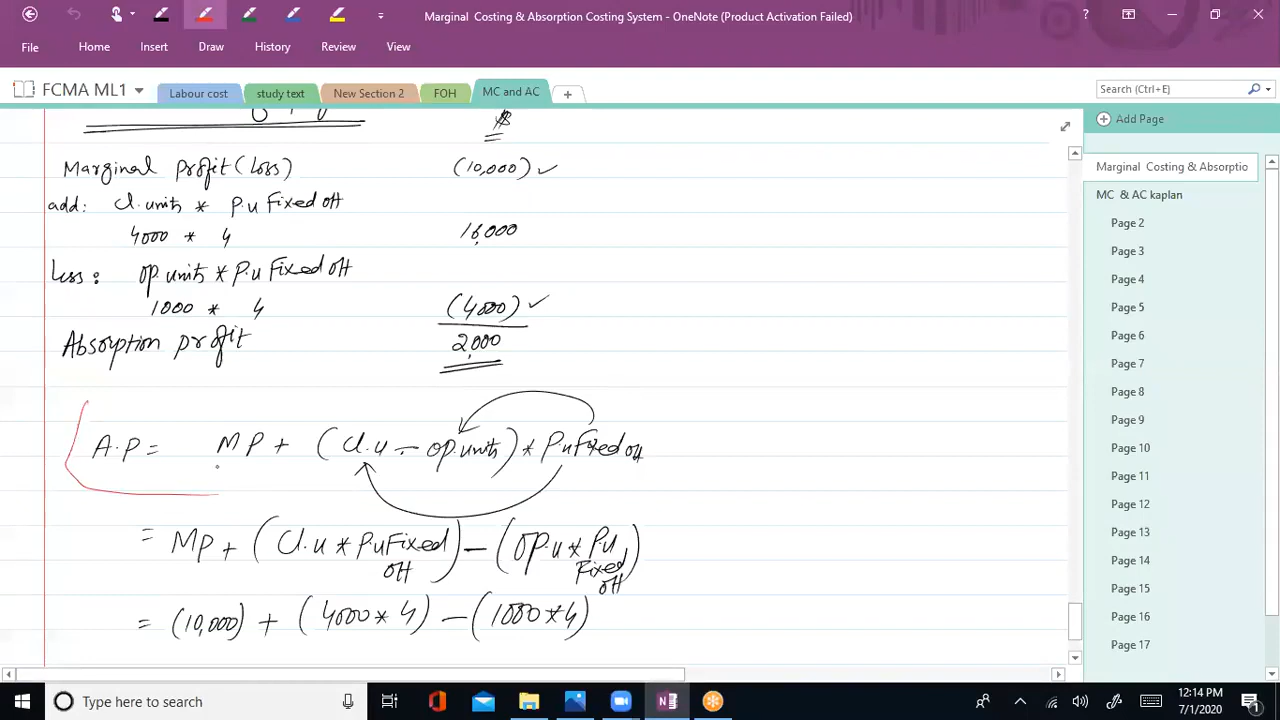 Marginal Costing & Absorption Costing System - OneNote (Product Activation Failed)
File Home Insert Draw History Review View
FCMA ML1 Labour cost study text New Section 2 FOH MC and AC
Search (Ctrl+E)
Add Page
Marginal Costing & Absorptio
MC & AC kaplan
Page 2
Page 3
Page 4
Page 5
Page 6
Page 7
Page 8
Page 9
Page 10
Page 11
Page 12
Page 13
Page 14
Page 15
Page 16
Page 17
$
Marginal profit (Loss) (10,000) ✓
add: Cl. units * P.u Fixed oH
4000 * 4 16,000
Less: op. units * P.u Fixed oH
1000 * 4 (4000) ✓
Absorption profit 2,000
A.P = MP + (Cl.u - op.units) * P.u Fixed oH
= MP + (Cl.u * P.u Fixed oH) - (OP.u * P.u Fixed oH)
= (10,000) + (4000 * 4) - (1000 * 4)
Type here to search
12:14 PM
7/1/2020